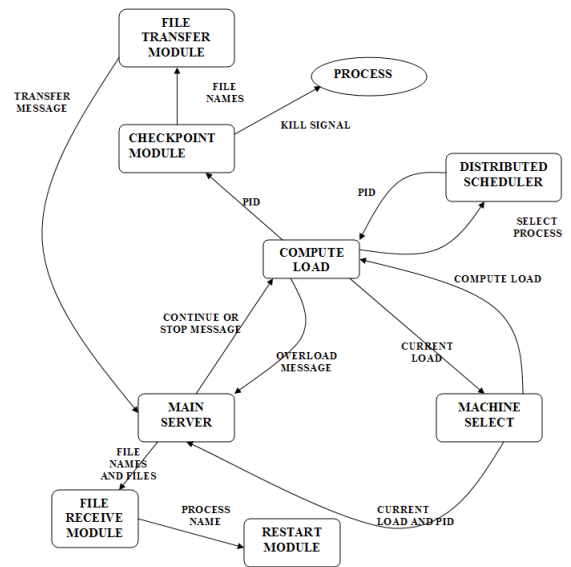 FILE
TRANSFER
MODULE
PROCESS
TRANSFER
MESSAGE
FILE
NAMES
KILL SIGNAL
CHECKPOINT
MODULE
DISTRIBUTED
SCHEDULER
PID
PID
SELECT
PROCESS
COMPUTE
LOAD
COMPUTE LOAD
CONTINUE OR
STOP MESSAGE
OVERLOAD
MESSAGE
CURRENT
LOAD
MAIN
SERVER
MACHINE
SELECT
FILE
NAMES
AND FILES
FILE
RECEIVE
MODULE
PROCESS
NAME
CURRENT
LOAD AND PID
RESTART
MODULE